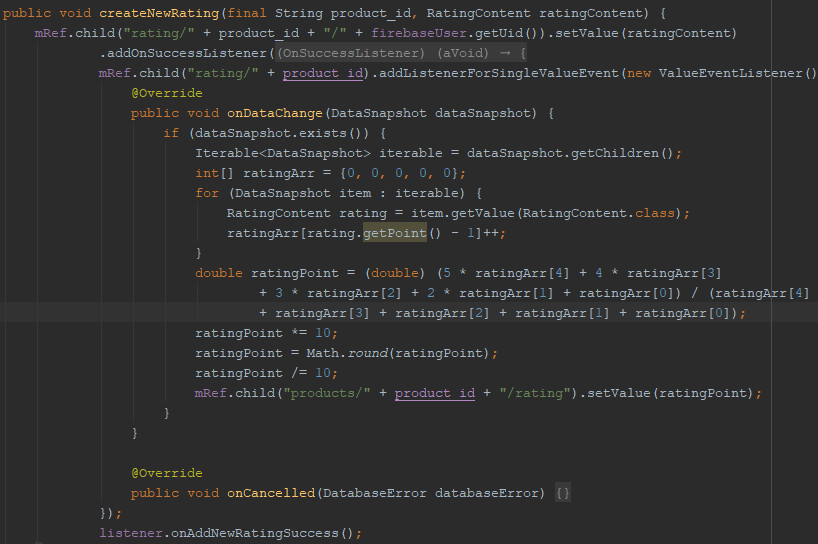 public void createNewRating(final String product_id, RatingContent ratingContent) {
mRef.child("rating/" + product_id + "/" + firebaseUser.getUid()).setValue(ratingContent)
.addOnSuccessListener((OnSuccessListener) (aVoid) → {
mRef.child("rating/" + product_id).addListenerForSingleValueEvent(new ValueEventListener()
@Override
public void onDataChange(DataSnapshot dataSnapshot) {
if (dataSnapshot.exists()) {
Iterable<DataSnapshot> iterable = dataSnapshot.getChildren();
int[] ratingArr = {0, 0, 0, 0, 0};
for (DataSnapshot item : iterable) {
RatingContent rating = item.getValue(RatingContent.class);
ratingArr[rating.getPoint() - 1]++;
}
double ratingPoint = (double) (5 * ratingArr[4] + 4 * ratingArr[3]
+ 3 * ratingArr[2] + 2 * ratingArr[1] + ratingArr[0]) / (ratingArr[4]
+ ratingArr[3] + ratingArr[2] + ratingArr[1] + ratingArr[0]);
ratingPoint *= 10;
ratingPoint = Math.round(ratingPoint);
ratingPoint /= 10;
mRef.child("products/" + product_id + "/rating").setValue(ratingPoint);
}
}
@Override
public void onCancelled(DatabaseError databaseError) {}
});
listener.onAddNewRatingSuccess();